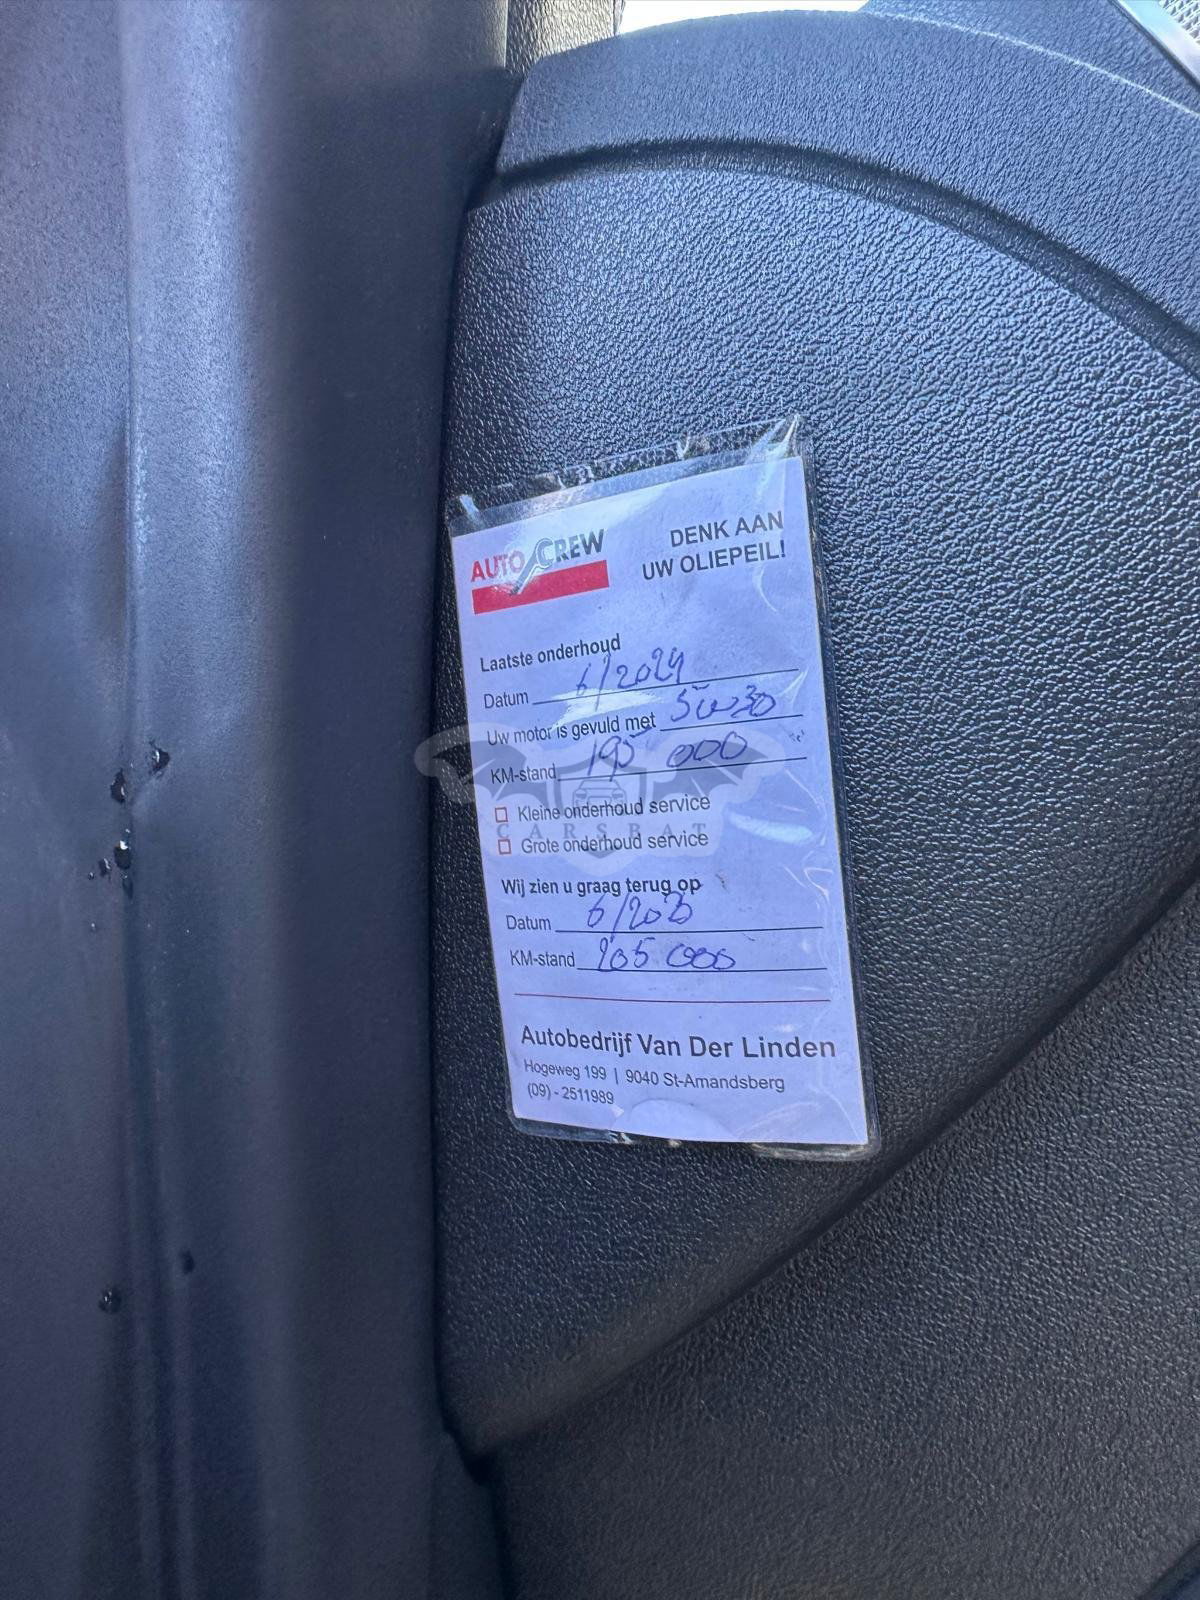 AUTO CREW
DENK AAN
UW OLIEPEIL!
Laatste onderhoud
Datum 6/2024
Uw motor is gevuld met 5w30
KM-stand 195 000
Kleine onderhoud service
CARSBAT
Grote onderhoud service
Wij zien u graag terug op
Datum 6/2025
KM-stand 205 000
Autobedrijf Van Der Linden
Hogeweg 199 | 9040 St-Amandsberg
(09) - 2511989